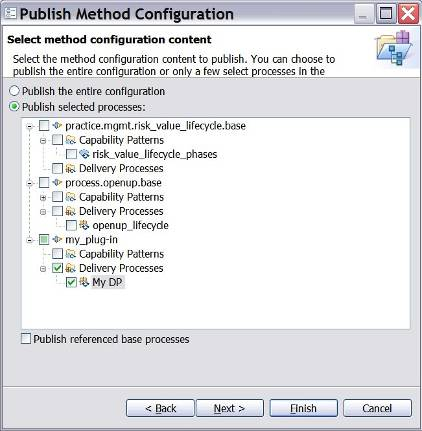 Publish Method Configuration
Select method configuration content
Select the method configuration content to publish. You can choose to
publish the entire configuration or only a few select processes in the
Publish the entire configuration
Publish selected processes:
practice.mgmt.risk_value_lifecycle.base
Capability Patterns
risk_value_lifecycle_phases
Delivery Processes
process.openup.base
Capability Patterns
Delivery Processes
openup_lifecycle
my_plug-in
Capability Patterns
Delivery Processes
My DP
Publish referenced base processes
< Back Next > Finish Cancel